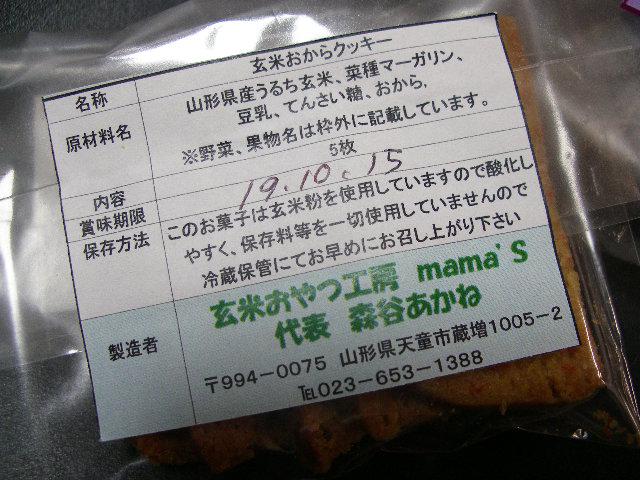 名称 玄米おからクッキー
原材料名 山形県産うるち玄米、菜種マーガリン、
豆乳、てんさい糖、おから、
※野菜、果物名は枠外に記載しています。
内容 5枚
賞味期限 19.10.15
保存方法 このお菓子は玄米粉を使用していますので酸化し
やすく、保存料等を一切使用していませんので
冷蔵保管にてお早めにお召し上がり下さい
製造者 玄米おやつ工房 mama'S
代表 森谷あかね
〒994-0075 山形県天童市蔵増1005-2
℡023-653-1388